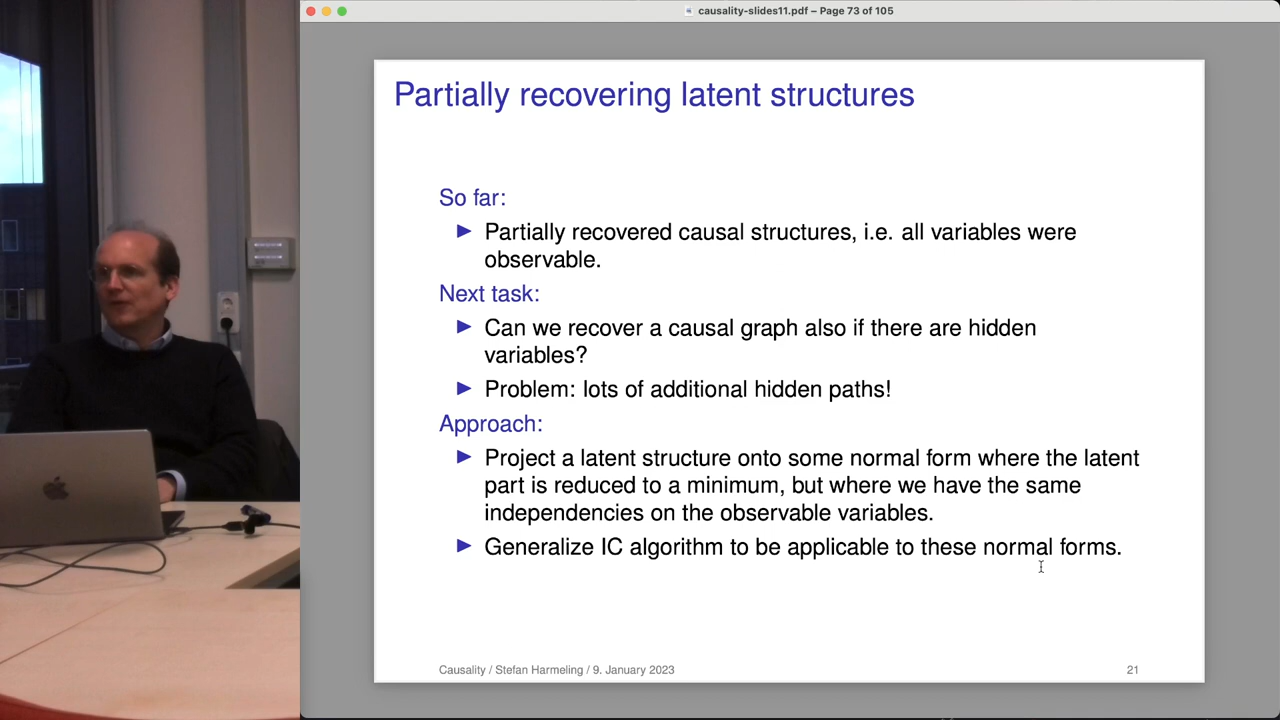 causality-slides11.pdf – Page 73 of 105
Partially recovering latent structures
So far:
Partially recovered causal structures, i.e. all variables were
observable.
Next task:
Can we recover a causal graph also if there are hidden
variables?
Problem: lots of additional hidden paths!
Approach:
Project a latent structure onto some normal form where the latent
part is reduced to a minimum, but where we have the same
independencies on the observable variables.
Generalize IC algorithm to be applicable to these normal forms.
Causality / Stefan Harmeling / 9. January 2023
21